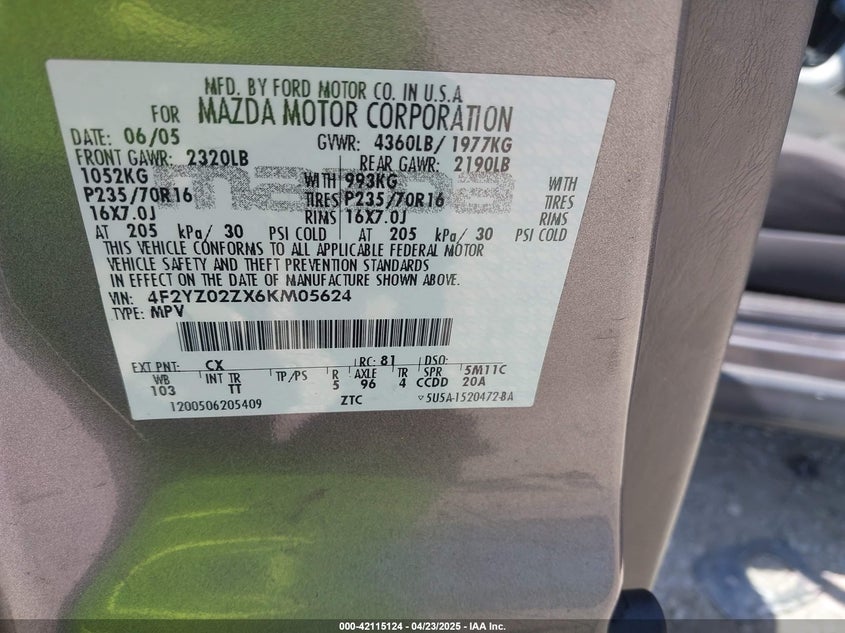 MFD. BY FORD MOTOR CO. IN U.S.A
FOR MAZDA MOTOR CORPORATION
DATE: 06/05 GVWR: 4360LB/ 1977KG
FRONT GAWR: 2320LB REAR GAWR: 2190LB
1052KG WITH 993KG WITH
P235/70R16 TIRES P235/70R16 TIRES
16X7.0J RIMS 16X7.0J RIMS
AT 205 kPa/ 30 PSI COLD AT 205 kPa/ 30 PSI COLD
THIS VEHICLE CONFORMS TO ALL APPLICABLE FEDERAL MOTOR
VEHICLE SAFETY AND THEFT PREVENTION STANDARDS
IN EFFECT ON THE DATE OF MANUFACTURE SHOWN ABOVE.
VIN: 4F2YZ02ZX6KM05624
TYPE: MPV
EXT PNT: CX RC: 81 DSO:
WB INT TR TP/PS R AXLE TR SPR 5M11C
103 TT 5 96 4 CCDD 20A
1200506205409 ZTC 5U5A-1520472-BA
mazda
000-42115124 | 04/23/2025 | IAA Inc.